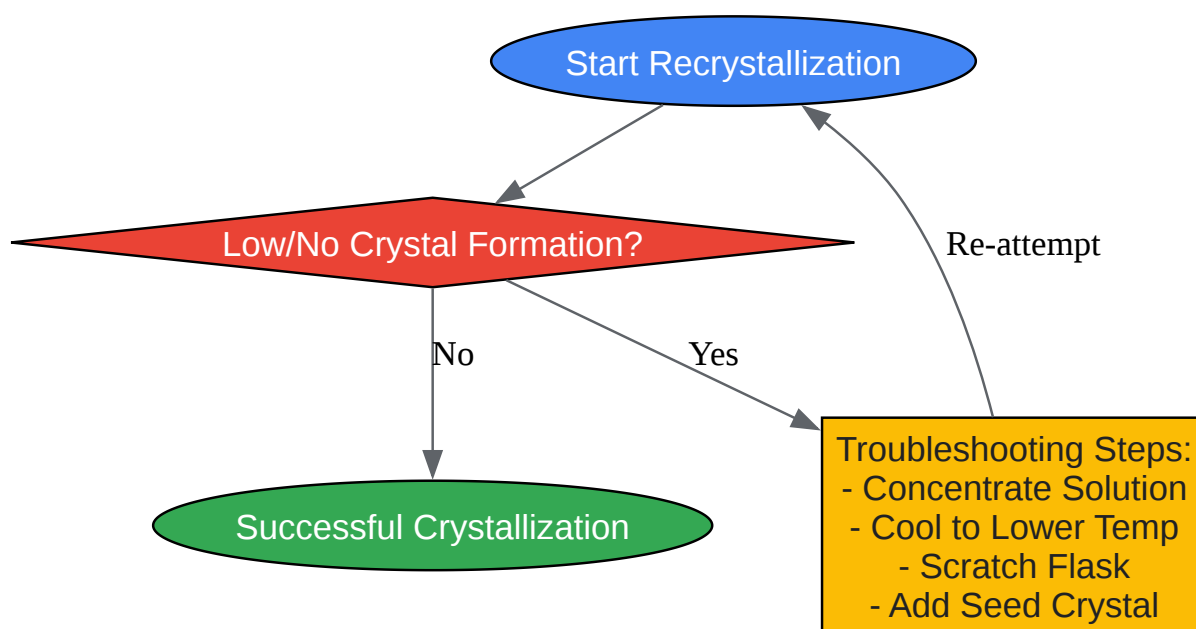 Start Recrystallization
Low/No Crystal Formation?
Re-attempt
No
Yes
Troubleshooting Steps:
- Concentrate Solution
- Cool to Lower Temp
- Scratch Flask
- Add Seed Crystal
Successful Crystallization